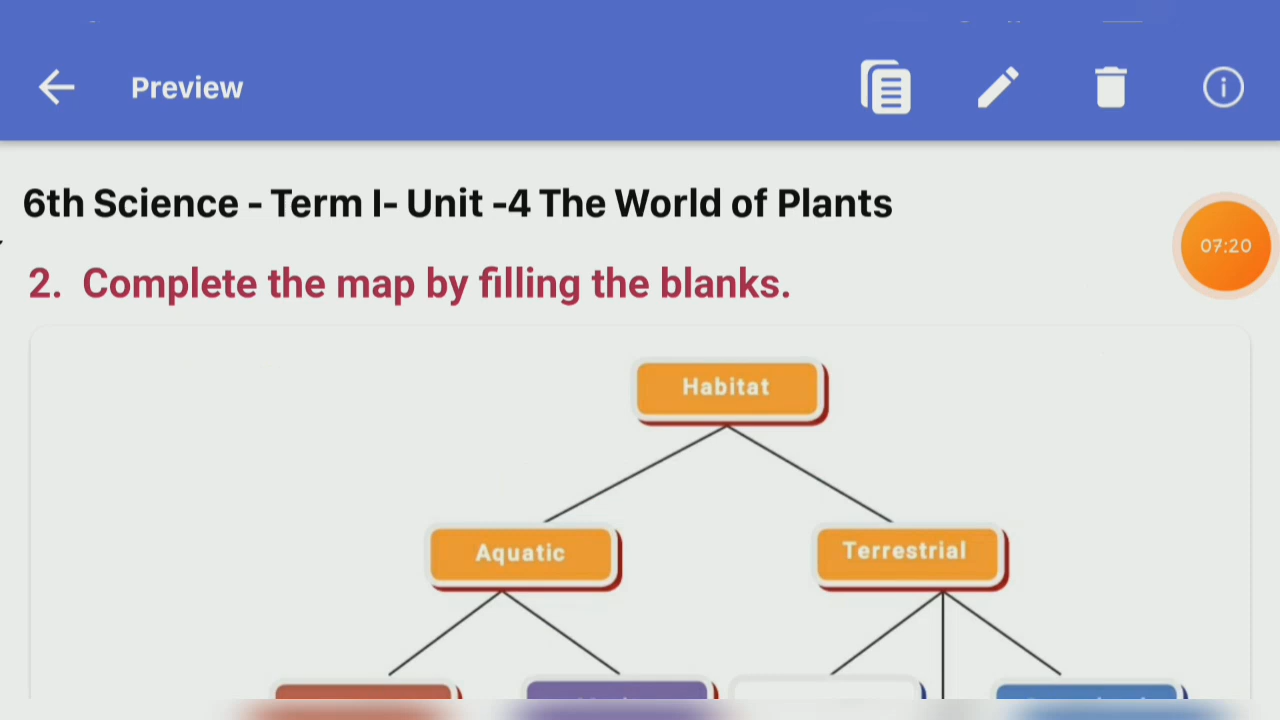 Preview
6th Science - Term I- Unit -4 The World of Plants
07:20
2. Complete the map by filling the blanks.
Habitat
Aquatic
Terrestrial